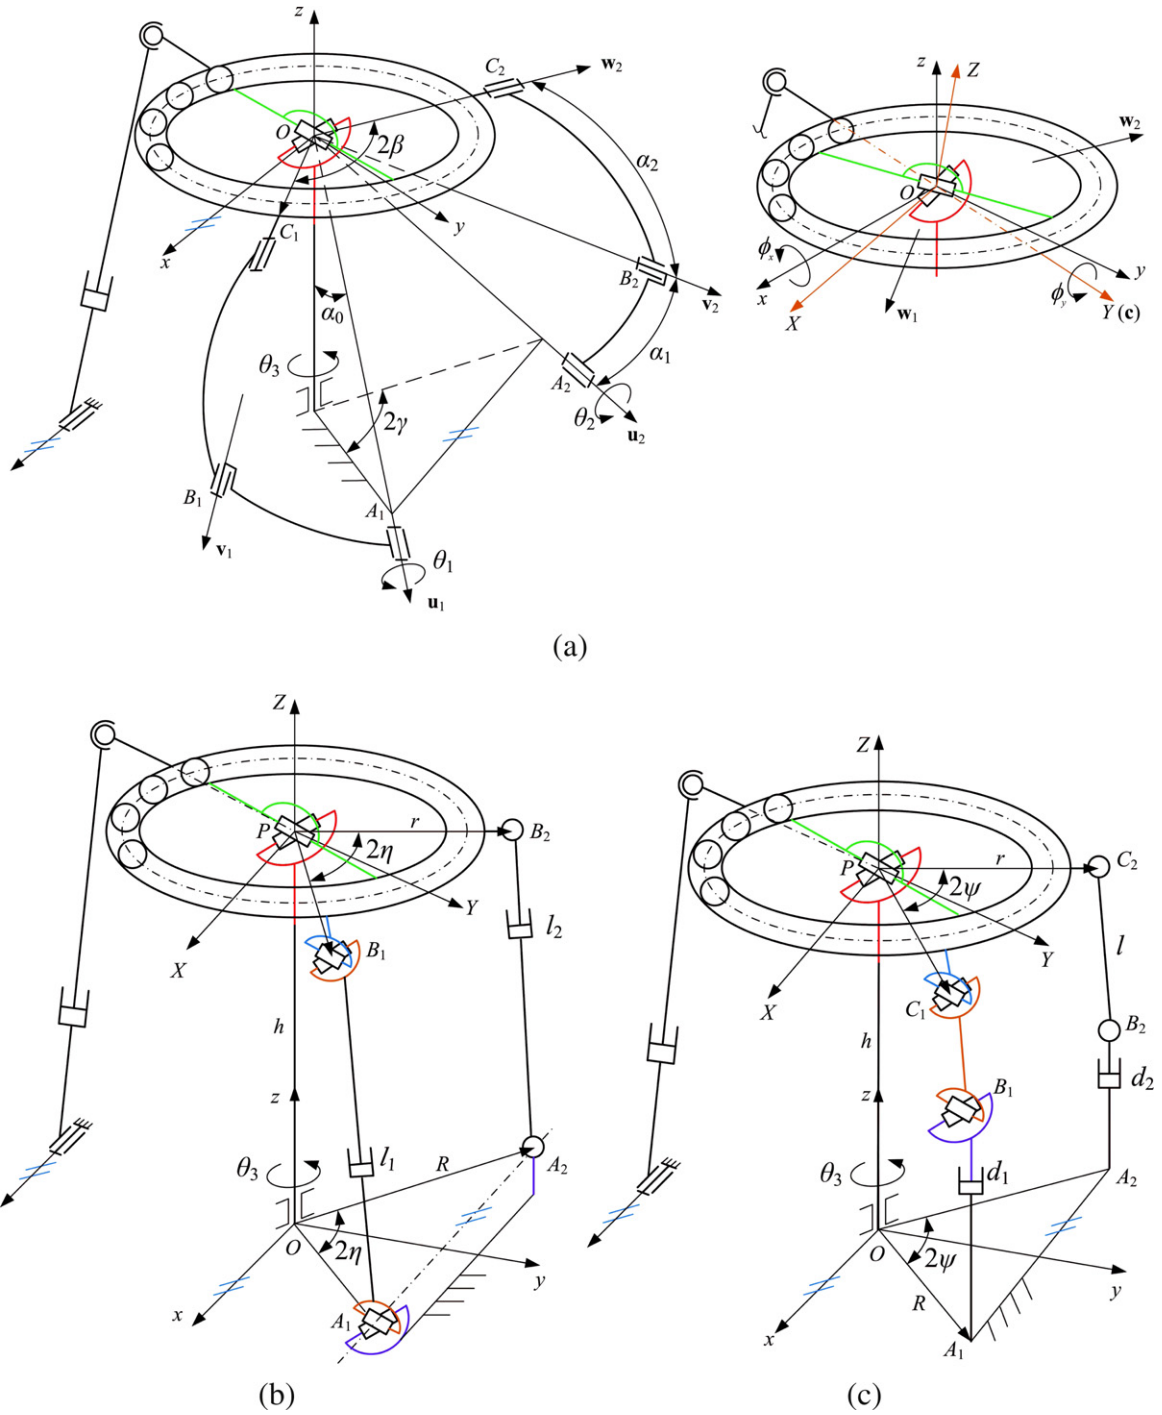 z
C₂
w₂
O
2β
α₂
y
C₁
x
B₂
v₂
α₀
α₁
θ₃
A₂
θ₂
2γ
u₂
B₁
A₁
v₁
θ₁
u₁
z
Z
w₂
O
ϕₓ
x
y
ϕᵧ
X
w₁
Y (c)
(a)
Z
P
r
B₂
2η
Y
l₂
X
B₁
h
z
θ₃
l₁
R
A₂
O
2η
y
x
A₁
(b)
Z
P
r
C₂
2ψ
Y
l
X
C₁
h
B₂
z
B₁
d₂
θ₃
d₁
A₂
O
2ψ
y
R
x
A₁
(c)